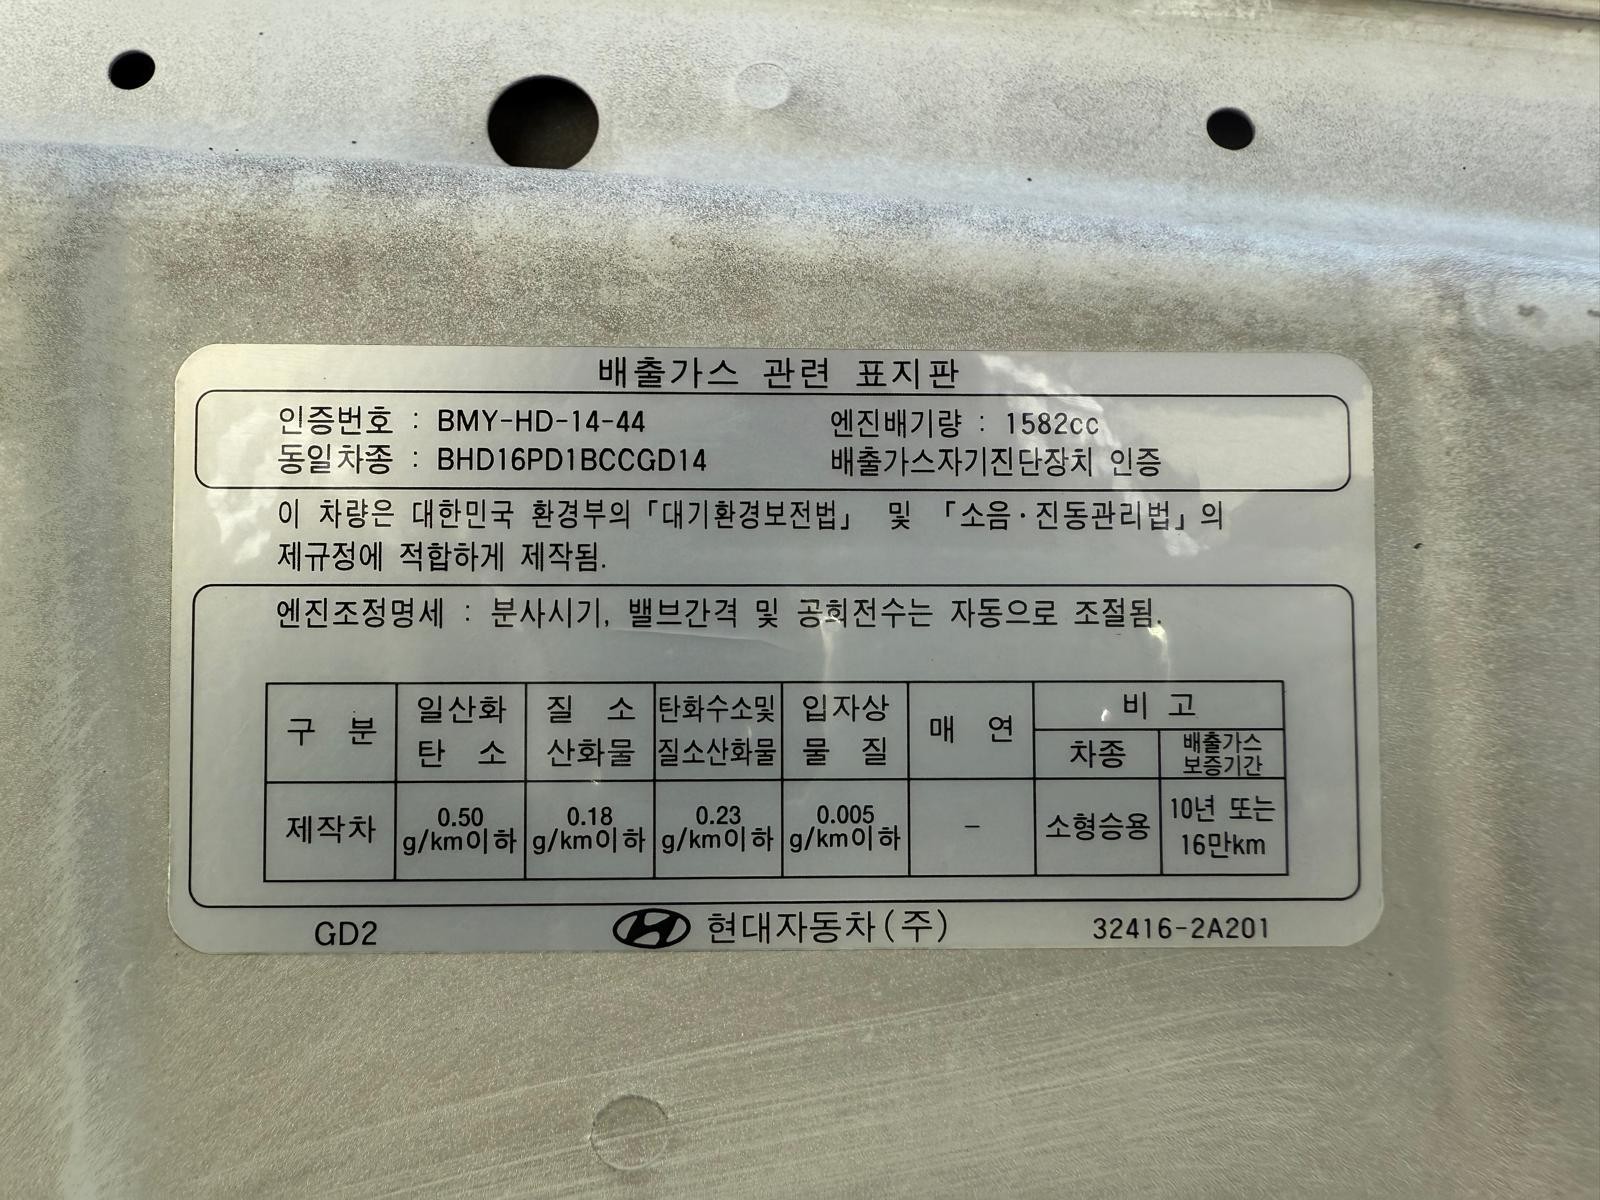 배출가스 관련 표지판
인증번호 : BMY-HD-14-44 엔진배기량 : 1582cc
동일차종 : BHD16PD1BCCGD14 배출가스자기진단장치 인증
이 차량은 대한민국 환경부의「대기환경보전법」 및 「소음·진동관리법」의
제규정에 적합하게 제작됨.
엔진조정명세 : 분사시기, 밸브간격 및 공회전수는 자동으로 조절됨.
구 분 일산화 탄 소 질 소 산화물 탄화수소및 질소산화물 입자상 물 질 매 연 비 고
차종 배출가스 보증기간
제작차 0.50 g/km이하 0.18 g/km이하 0.23 g/km이하 0.005 g/km이하 - 소형승용 10년 또는 16만km
GD2 현대자동차(주) 32416-2A201